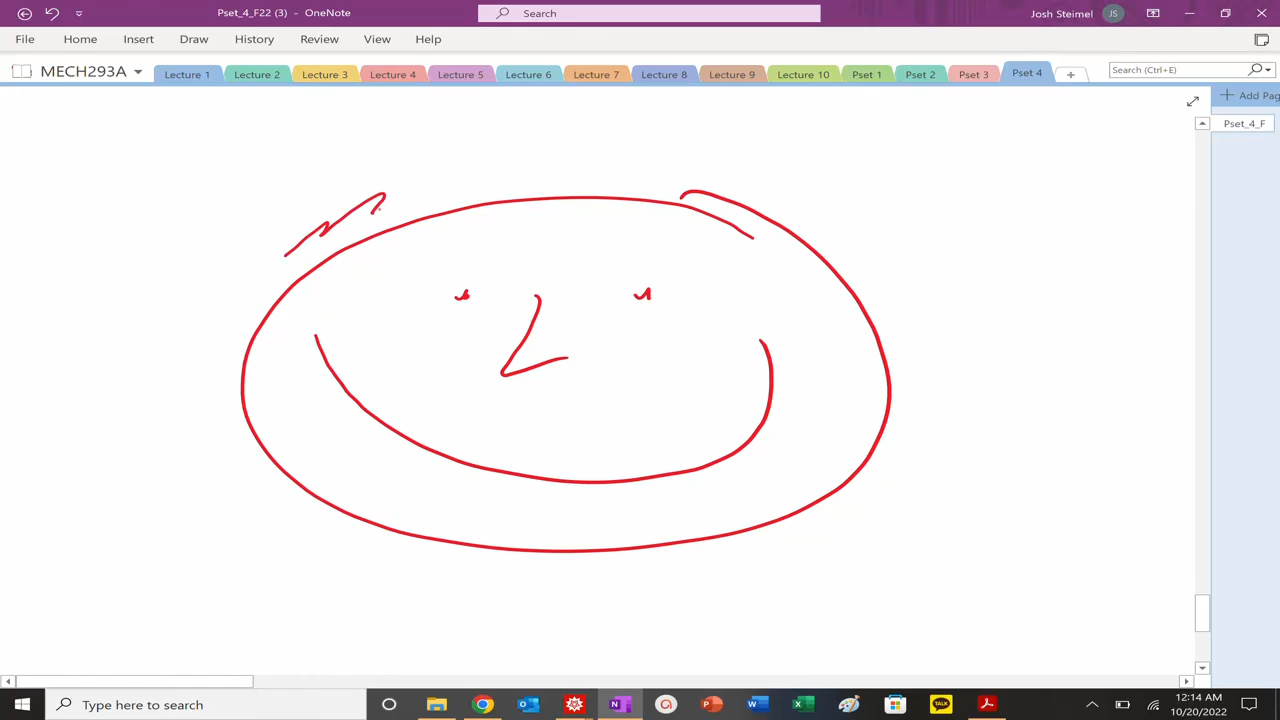 Pset_4_F22 (3) - OneNote
Search
Josh Steimel
JS
File Home Insert Draw History Review View Help
MECH293A
Lecture 1 Lecture 2 Lecture 3 Lecture 4 Lecture 5 Lecture 6 Lecture 7 Lecture 8 Lecture 9 Lecture 10 Pset 1 Pset 2 Pset 3 Pset 4
Search (Ctrl+E)
Add Pag
Pset_4_F
Type here to search
TALK
12:14 AM
10/20/2022